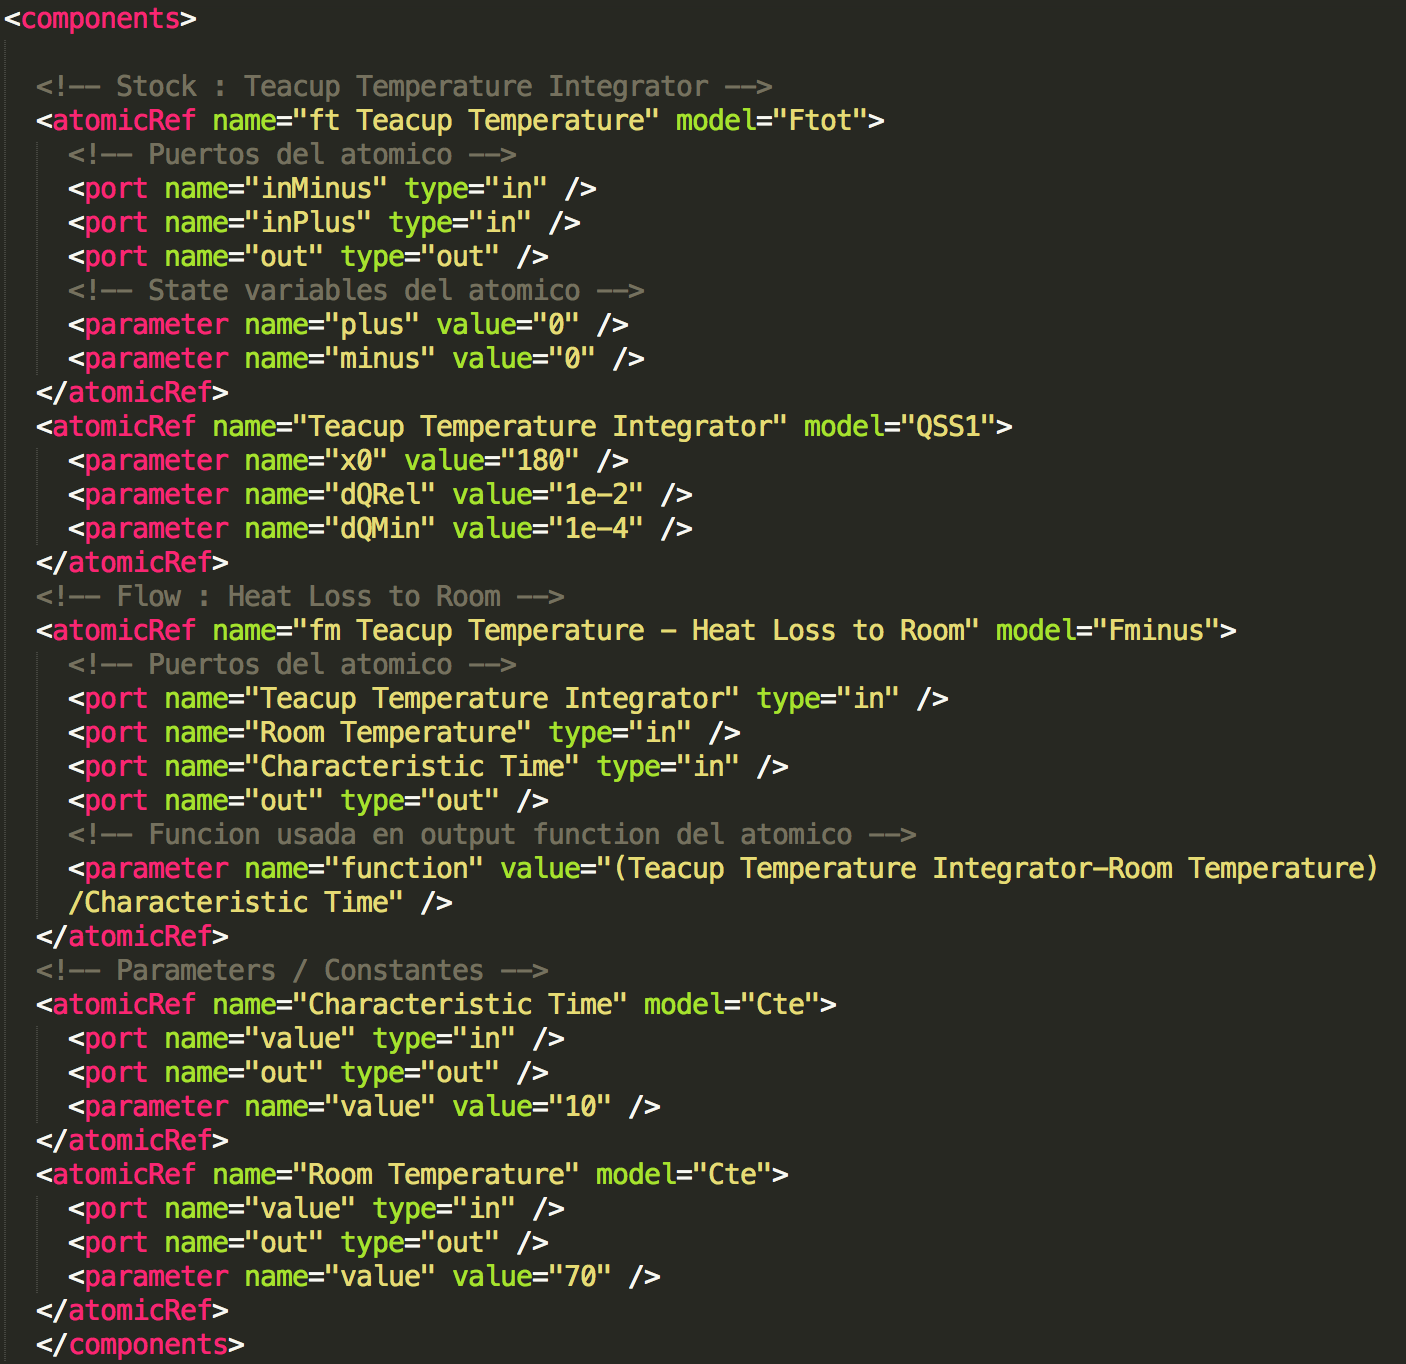 <components>
<!-- Stock : Teacup Temperature Integrator -->
<atomicRef name="ft Teacup Temperature" model="Ftot">
<!-- Puertos del atomico -->
<port name="inMinus" type="in" />
<port name="inPlus" type="in" />
<port name="out" type="out" />
<!-- State variables del atomico -->
<parameter name="plus" value="0" />
<parameter name="minus" value="0" />
</atomicRef>
<atomicRef name="Teacup Temperature Integrator" model="QSS1">
<parameter name="x0" value="180" />
<parameter name="dQRel" value="1e-2" />
<parameter name="dQMin" value="1e-4" />
</atomicRef>
<!-- Flow : Heat Loss to Room -->
<atomicRef name="fm Teacup Temperature - Heat Loss to Room" model="Fminus">
<!-- Puertos del atomico -->
<port name="Teacup Temperature Integrator" type="in" />
<port name="Room Temperature" type="in" />
<port name="Characteristic Time" type="in" />
<port name="out" type="out" />
<!-- Funcion usada en output function del atomico -->
<parameter name="function" value="(Teacup Temperature Integrator-Room Temperature)
/Characteristic Time" />
</atomicRef>
<!-- Parameters / Constantes -->
<atomicRef name="Characteristic Time" model="Cte">
<port name="value" type="in" />
<port name="out" type="out" />
<parameter name="value" value="10" />
</atomicRef>
<atomicRef name="Room Temperature" model="Cte">
<port name="value" type="in" />
<port name="out" type="out" />
<parameter name="value" value="70" />
</atomicRef>
</components>